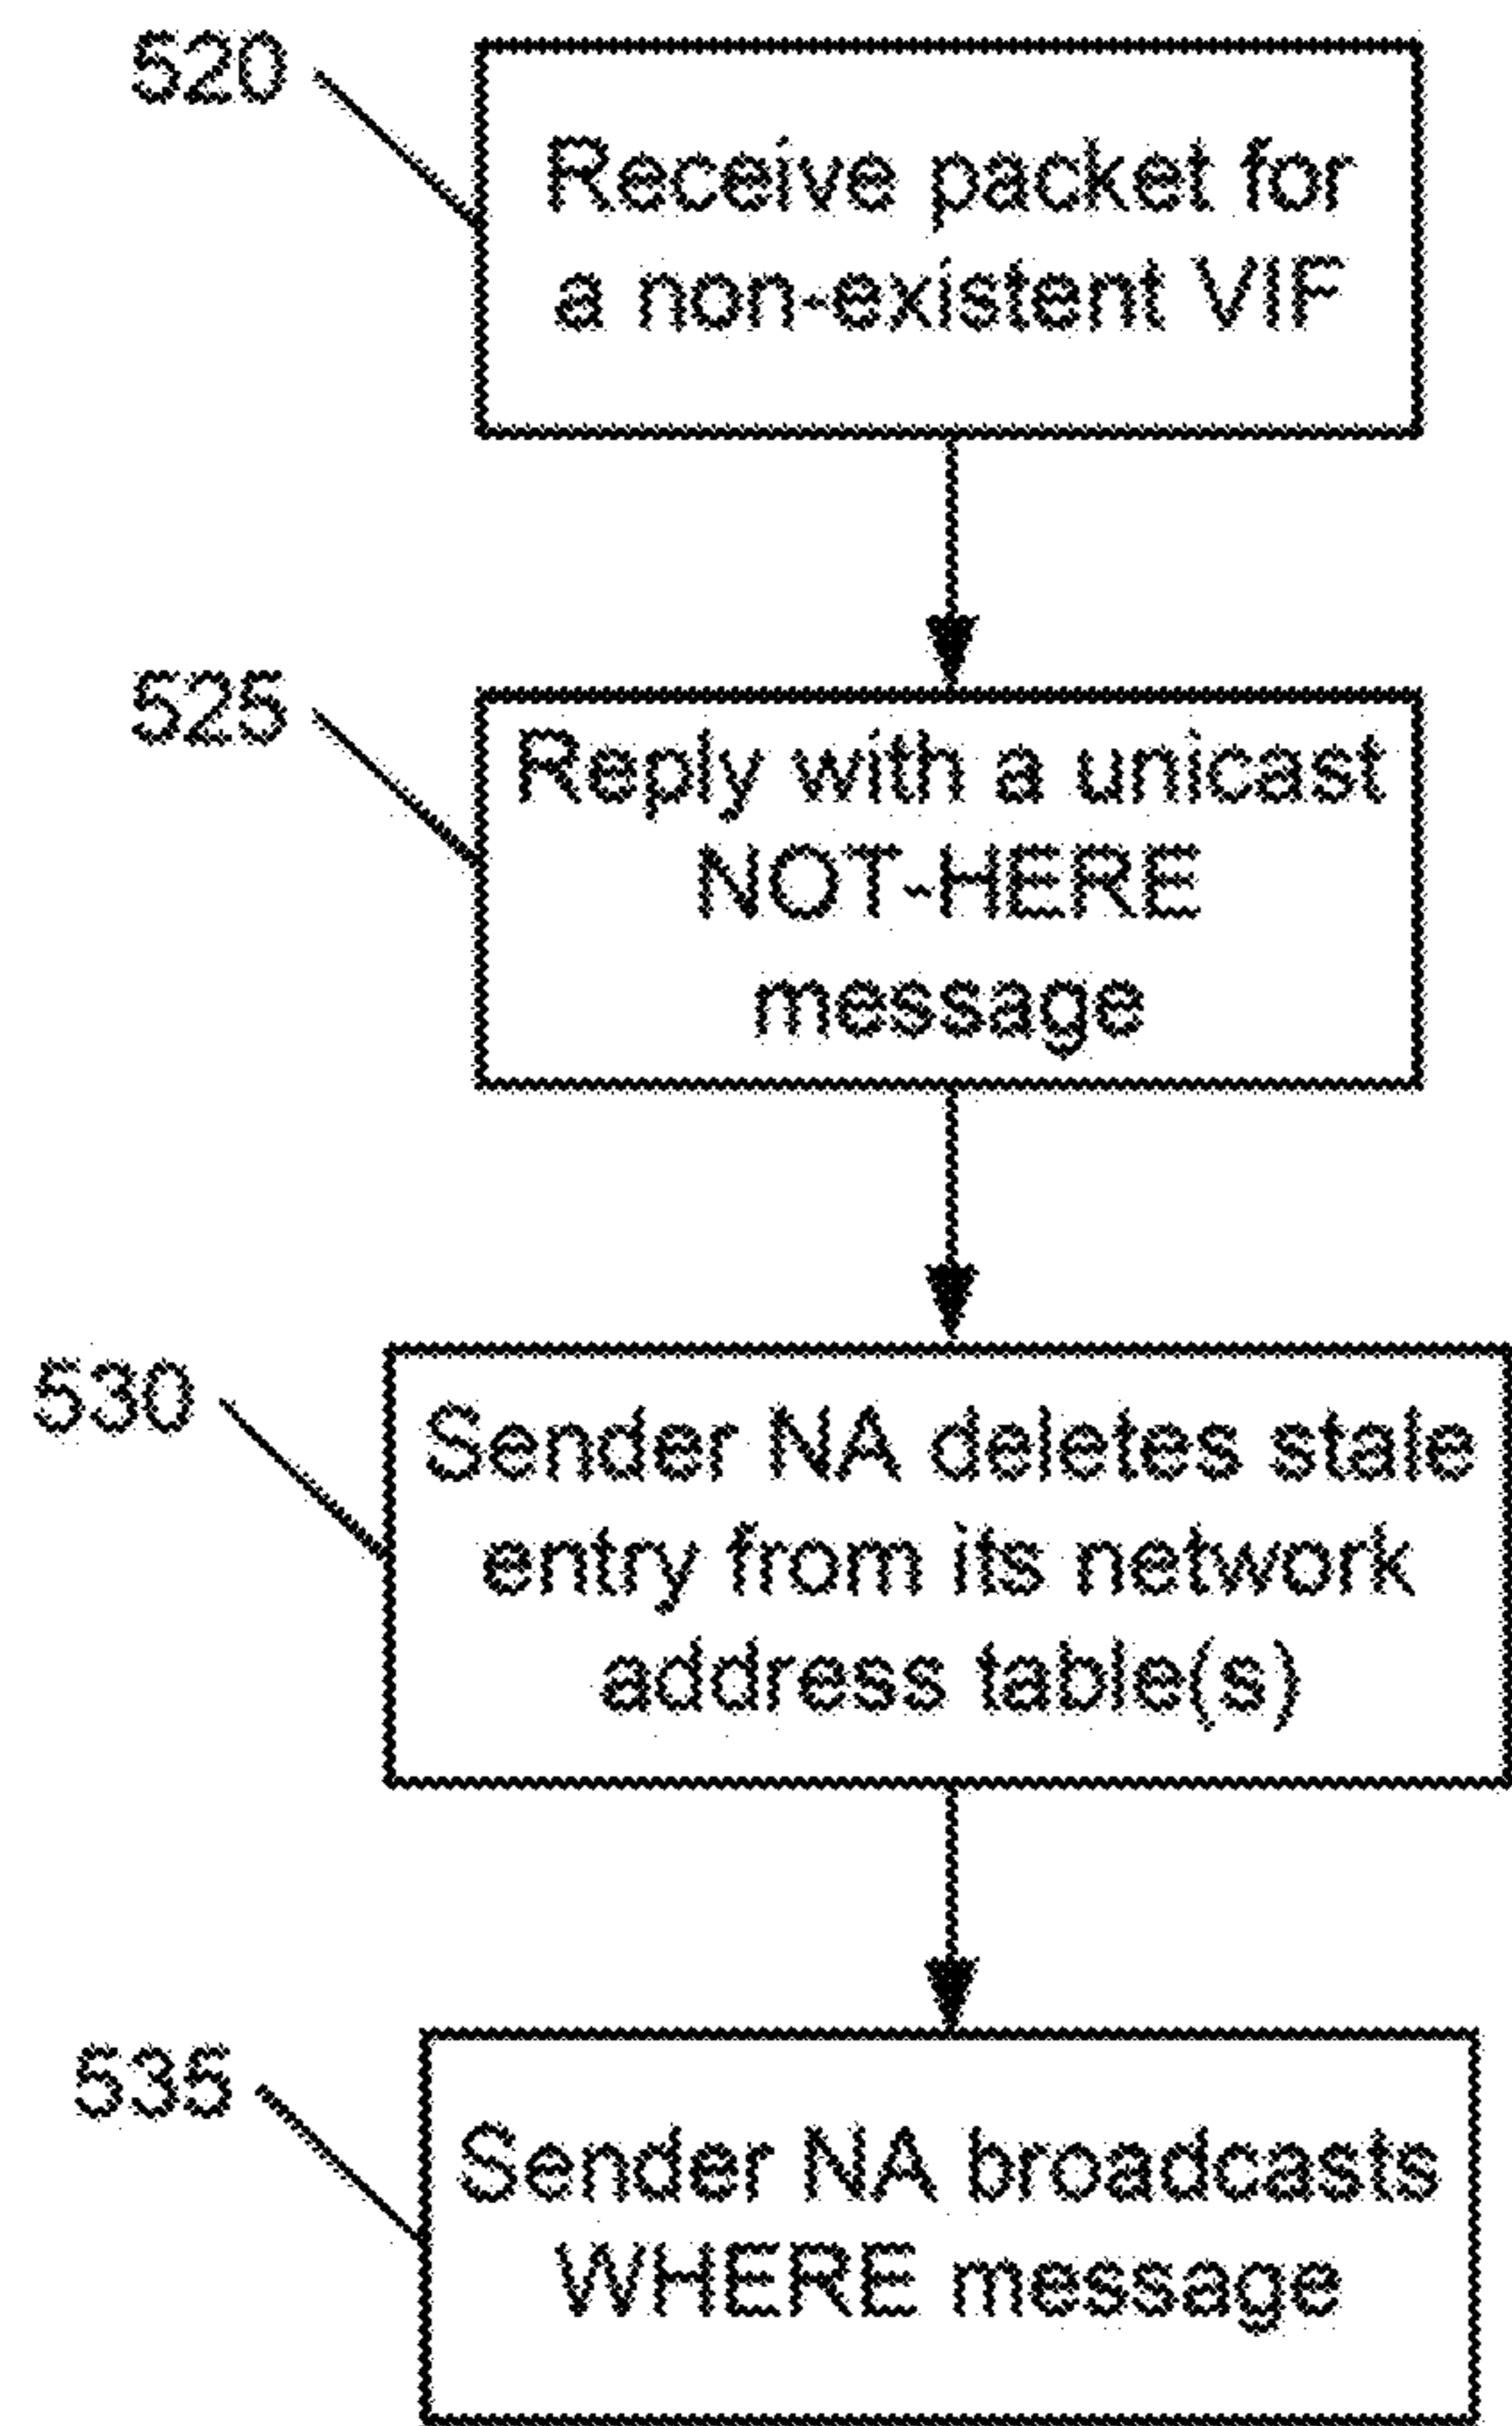 520
Receive packet for
a non-existent VIF
525
Reply with a unicast
NOT-HERE
message
530
Sender NA deletes stale
entry from its network
address table(s)
535
Sender NA broadcasts
WHERE message